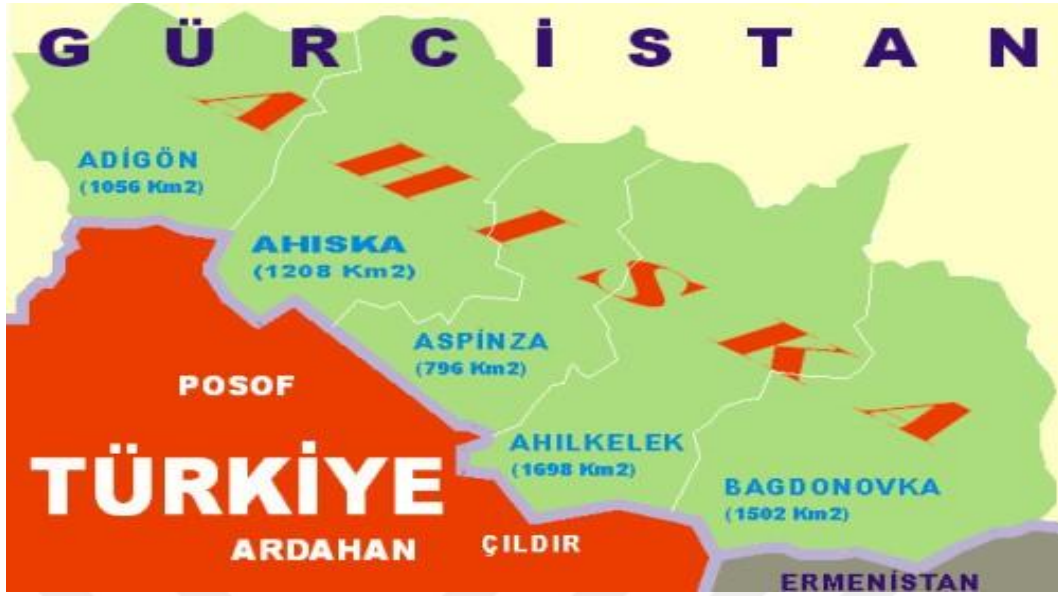 GÜRCİSTAN
AHISKA
ADİGÖN
(1056 Km2)
AHISKA
(1208 Km2)
ASPİNZA
(796 Km2)
POSOF
AHILKELEK
(1698 Km2)
TÜRKİYE
BAGDONOVKA
(1502 Km2)
ARDAHAN
ÇILDIR
ERMENİSTAN